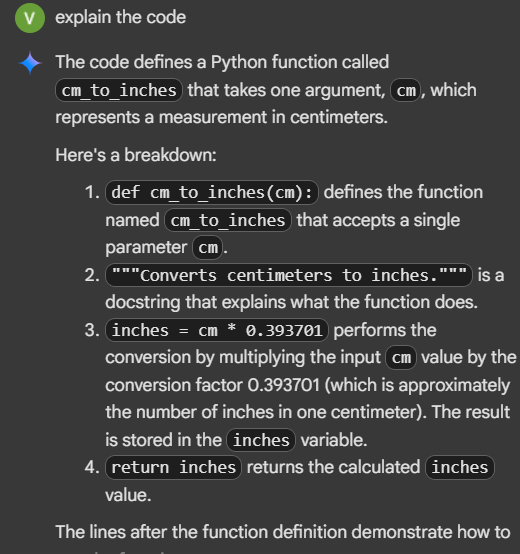 V explain the code
The code defines a Python function called
cm_to_inches that takes one argument, cm, which
represents a measurement in centimeters.
Here's a breakdown:
1. def cm_to_inches(cm): defines the function
named cm_to_inches that accepts a single
parameter cm.
2. """Converts centimeters to inches.""" is a
docstring that explains what the function does.
3. inches = cm * 0.393701 performs the
conversion by multiplying the input cm value by the
conversion factor 0.393701 (which is approximately
the number of inches in one centimeter). The result
is stored in the inches variable.
4. return inches returns the calculated inches
value.
The lines after the function definition demonstrate how to